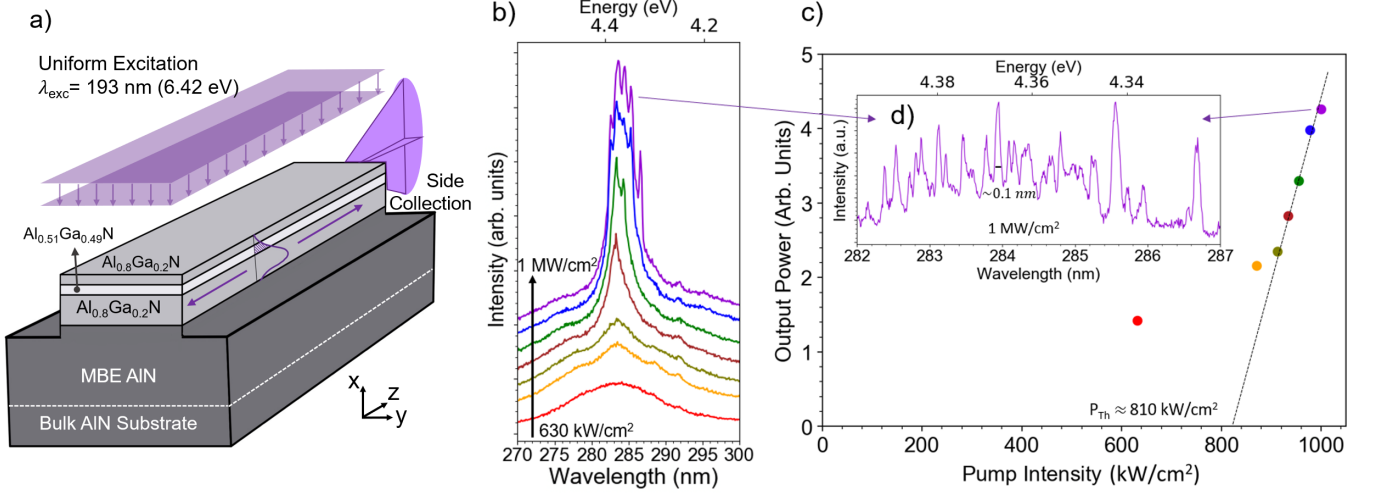 a)
Uniform Excitation
λexc= 193 nm (6.42 eV)
Side
Collection
Al0.51Ga0.49N
Al0.8Ga0.2N
Al0.8Ga0.2N
MBE AlN
Bulk AlN Substrate
x
z
y
b)
Energy (eV)
4.4 4.2
Intensity (arb. units)
1 MW/cm²
630 kW/cm²
270 275 280 285 290 295 300
Wavelength (nm)
c)
Output Power (Arb. Units)
5
4
3
2
1
0
0 200 400 600 800 1000
Pump Intensity (kW/cm²)
PTh ≈ 810 kW/cm²
d)
Energy (eV)
4.38 4.36 4.34
Intensity (a.u.)
~0.1 nm
1 MW/cm²
282 283 284 285 286 287
Wavelength (nm)